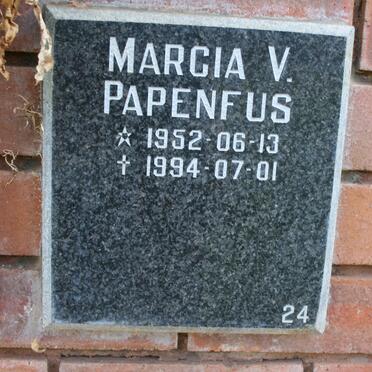 MARCIA V.
PAPENFUS
☆ 1952-06-13
✝ 1994-07-01
24